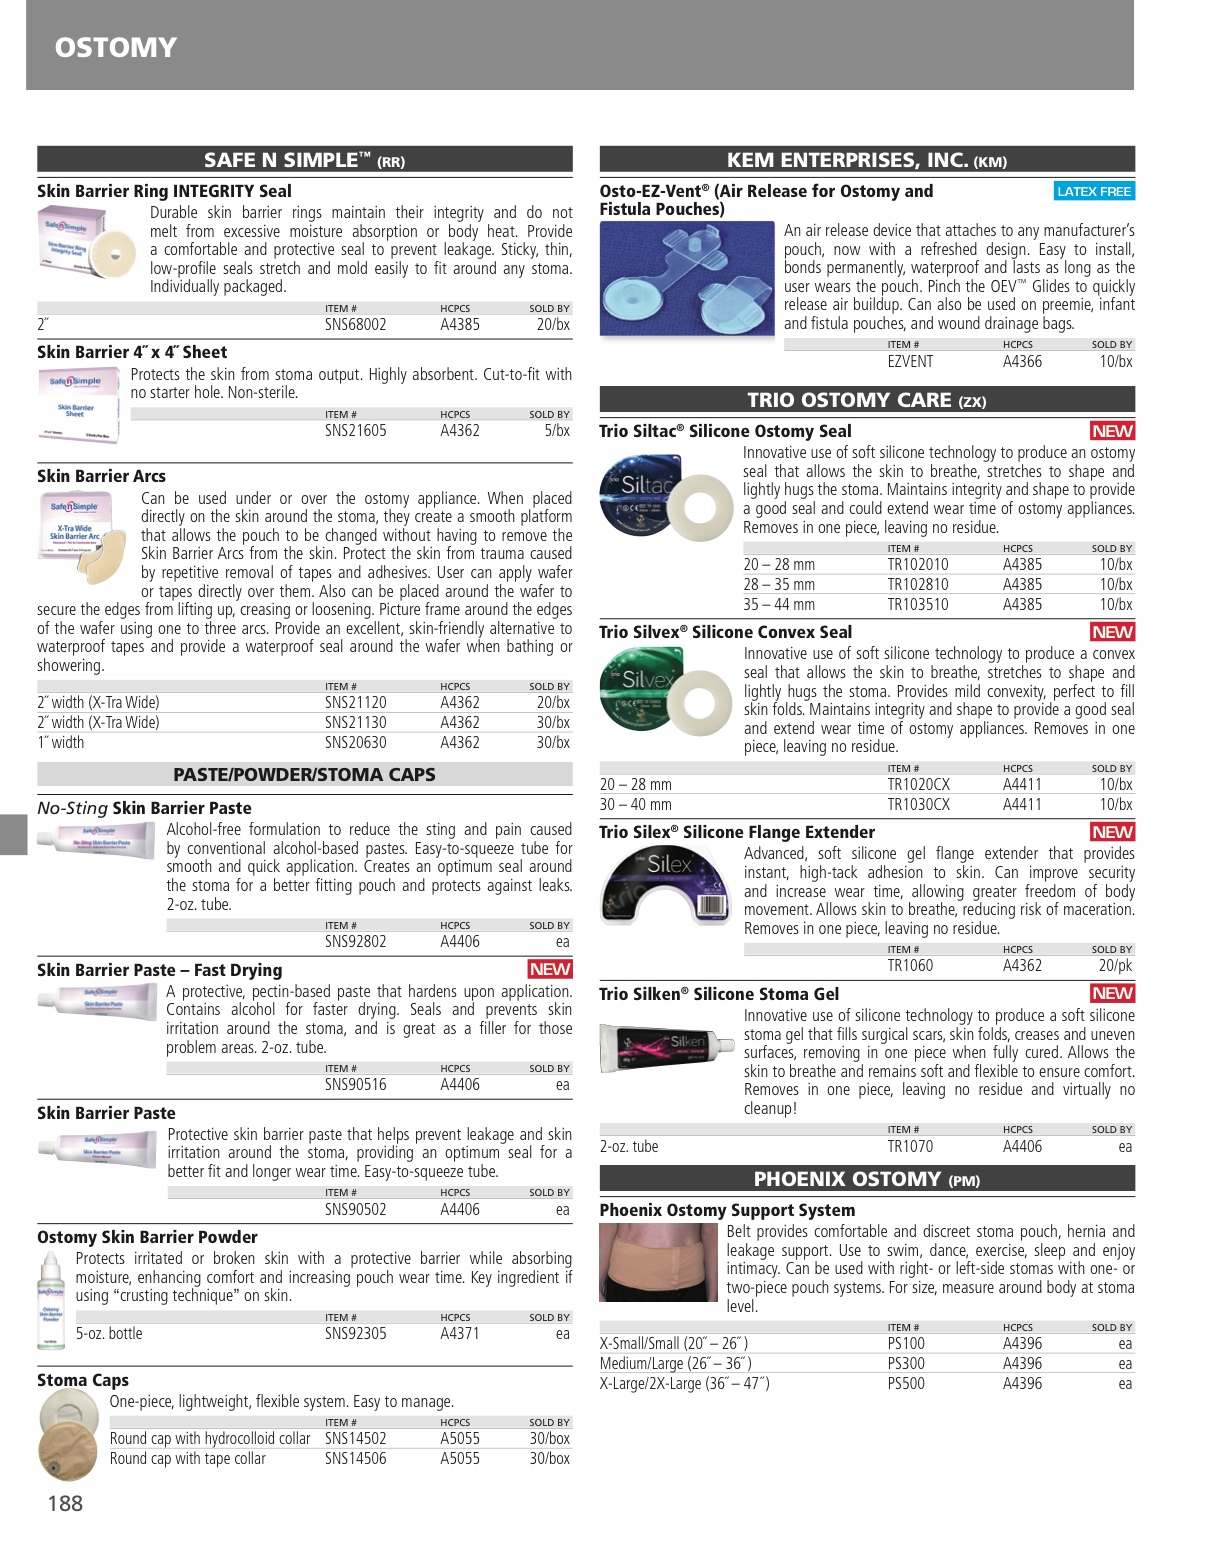 OSTOMY
SAFE N SIMPLE™ (RR)
Skin Barrier Ring INTEGRITY Seal
Durable skin barrier rings maintain their integrity and do not
melt from excessive moisture absorption or body heat. Provide
a comfortable and protective seal to prevent leakage. Sticky, thin,
low-profile seals stretch and mold easily to fit around any stoma.
Individually packaged.
ITEM # HCPCS SOLD BY
2˝ SNS68002 A4385 20/bx
Skin Barrier 4˝ x 4˝ Sheet
Protects the skin from stoma output. Highly absorbent. Cut-to-fit with
no starter hole. Non-sterile.
ITEM # HCPCS SOLD BY
SNS21605 A4362 5/bx
Skin Barrier Arcs
Can be used under or over the ostomy appliance. When placed
directly on the skin around the stoma, they create a smooth platform
that allows the pouch to be changed without having to remove the
Skin Barrier Arcs from the skin. Protect the skin from trauma caused
by repetitive removal of tapes and adhesives. User can apply wafer
or tapes directly over them. Also can be placed around the wafer to
secure the edges from lifting up, creasing or loosening. Picture frame around the edges
of the wafer using one to three arcs. Provide an excellent, skin-friendly alternative to
waterproof tapes and provide a waterproof seal around the wafer when bathing or
showering.
ITEM # HCPCS SOLD BY
2˝ width (X-Tra Wide) SNS21120 A4362 20/bx
2˝ width (X-Tra Wide) SNS21130 A4362 30/bx
1˝ width SNS20630 A4362 30/bx
PASTE/POWDER/STOMA CAPS
No-Sting Skin Barrier Paste
Alcohol-free formulation to reduce the sting and pain caused
by conventional alcohol-based pastes. Easy-to-squeeze tube for
smooth and quick application. Creates an optimum seal around
the stoma for a better fitting pouch and protects against leaks.
2-oz. tube.
ITEM # HCPCS SOLD BY
SNS92802 A4406 ea
Skin Barrier Paste – Fast Drying NEW
A protective, pectin-based paste that hardens upon application.
Contains alcohol for faster drying. Seals and prevents skin
irritation around the stoma, and is great as a filler for those
problem areas. 2-oz. tube.
ITEM # HCPCS SOLD BY
SNS90516 A4406 ea
Skin Barrier Paste
Protective skin barrier paste that helps prevent leakage and skin
irritation around the stoma, providing an optimum seal for a
better fit and longer wear time. Easy-to-squeeze tube.
ITEM # HCPCS SOLD BY
SNS90502 A4406 ea
Ostomy Skin Barrier Powder
Protects irritated or broken skin with a protective barrier while absorbing
moisture, enhancing comfort and increasing pouch wear time. Key ingredient if
using “crusting technique” on skin.
ITEM # HCPCS SOLD BY
5-oz. bottle SNS92305 A4371 ea
Stoma Caps
One-piece, lightweight, flexible system. Easy to manage.
ITEM # HCPCS SOLD BY
Round cap with hydrocolloid collar SNS14502 A5055 30/box
Round cap with tape collar SNS14506 A5055 30/box
188
KEM ENTERPRISES, INC. (KM)
Osto-EZ-Vent® (Air Release for Ostomy and LATEX FREE
Fistula Pouches)
An air release device that attaches to any manufacturer’s
pouch, now with a refreshed design. Easy to install,
bonds permanently, waterproof and lasts as long as the
user wears the pouch. Pinch the OEV™ Glides to quickly
release air buildup. Can also be used on preemie, infant
and fistula pouches, and wound drainage bags.
ITEM # HCPCS SOLD BY
EZVENT A4366 10/bx
TRIO OSTOMY CARE (ZX)
Trio Siltac® Silicone Ostomy Seal NEW
Innovative use of soft silicone technology to produce an ostomy
seal that allows the skin to breathe, stretches to shape and
lightly hugs the stoma. Maintains integrity and shape to provide
a good seal and could extend wear time of ostomy appliances.
Removes in one piece, leaving no residue.
ITEM # HCPCS SOLD BY
20 – 28 mm TR102010 A4385 10/bx
28 – 35 mm TR102810 A4385 10/bx
35 – 44 mm TR103510 A4385 10/bx
Trio Silvex® Silicone Convex Seal NEW
Innovative use of soft silicone technology to produce a convex
seal that allows the skin to breathe, stretches to shape and
lightly hugs the stoma. Provides mild convexity, perfect to fill
skin folds. Maintains integrity and shape to provide a good seal
and extend wear time of ostomy appliances. Removes in one
piece, leaving no residue.
ITEM # HCPCS SOLD BY
20 – 28 mm TR1020CX A4411 10/bx
30 – 40 mm TR1030CX A4411 10/bx
Trio Silex® Silicone Flange Extender NEW
Advanced, soft silicone gel flange extender that provides
instant, high-tack adhesion to skin. Can improve security
and increase wear time, allowing greater freedom of body
movement. Allows skin to breathe, reducing risk of maceration.
Removes in one piece, leaving no residue.
ITEM # HCPCS SOLD BY
TR1060 A4362 20/pk
Trio Silken® Silicone Stoma Gel NEW
Innovative use of silicone technology to produce a soft silicone
stoma gel that fills surgical scars, skin folds, creases and uneven
surfaces, removing in one piece when fully cured. Allows the
skin to breathe and remains soft and flexible to ensure comfort.
Removes in one piece, leaving no residue and virtually no
cleanup!
ITEM # HCPCS SOLD BY
2-oz. tube TR1070 A4406 ea
PHOENIX OSTOMY (PM)
Phoenix Ostomy Support System
Belt provides comfortable and discreet stoma pouch, hernia and
leakage support. Use to swim, dance, exercise, sleep and enjoy
intimacy. Can be used with right- or left-side stomas with one- or
two-piece pouch systems. For size, measure around body at stoma
level.
ITEM # HCPCS SOLD BY
X-Small/Small (20˝ – 26˝) PS100 A4396 ea
Medium/Large (26˝ – 36˝) PS300 A4396 ea
X-Large/2X-Large (36˝ – 47˝) PS500 A4396 ea